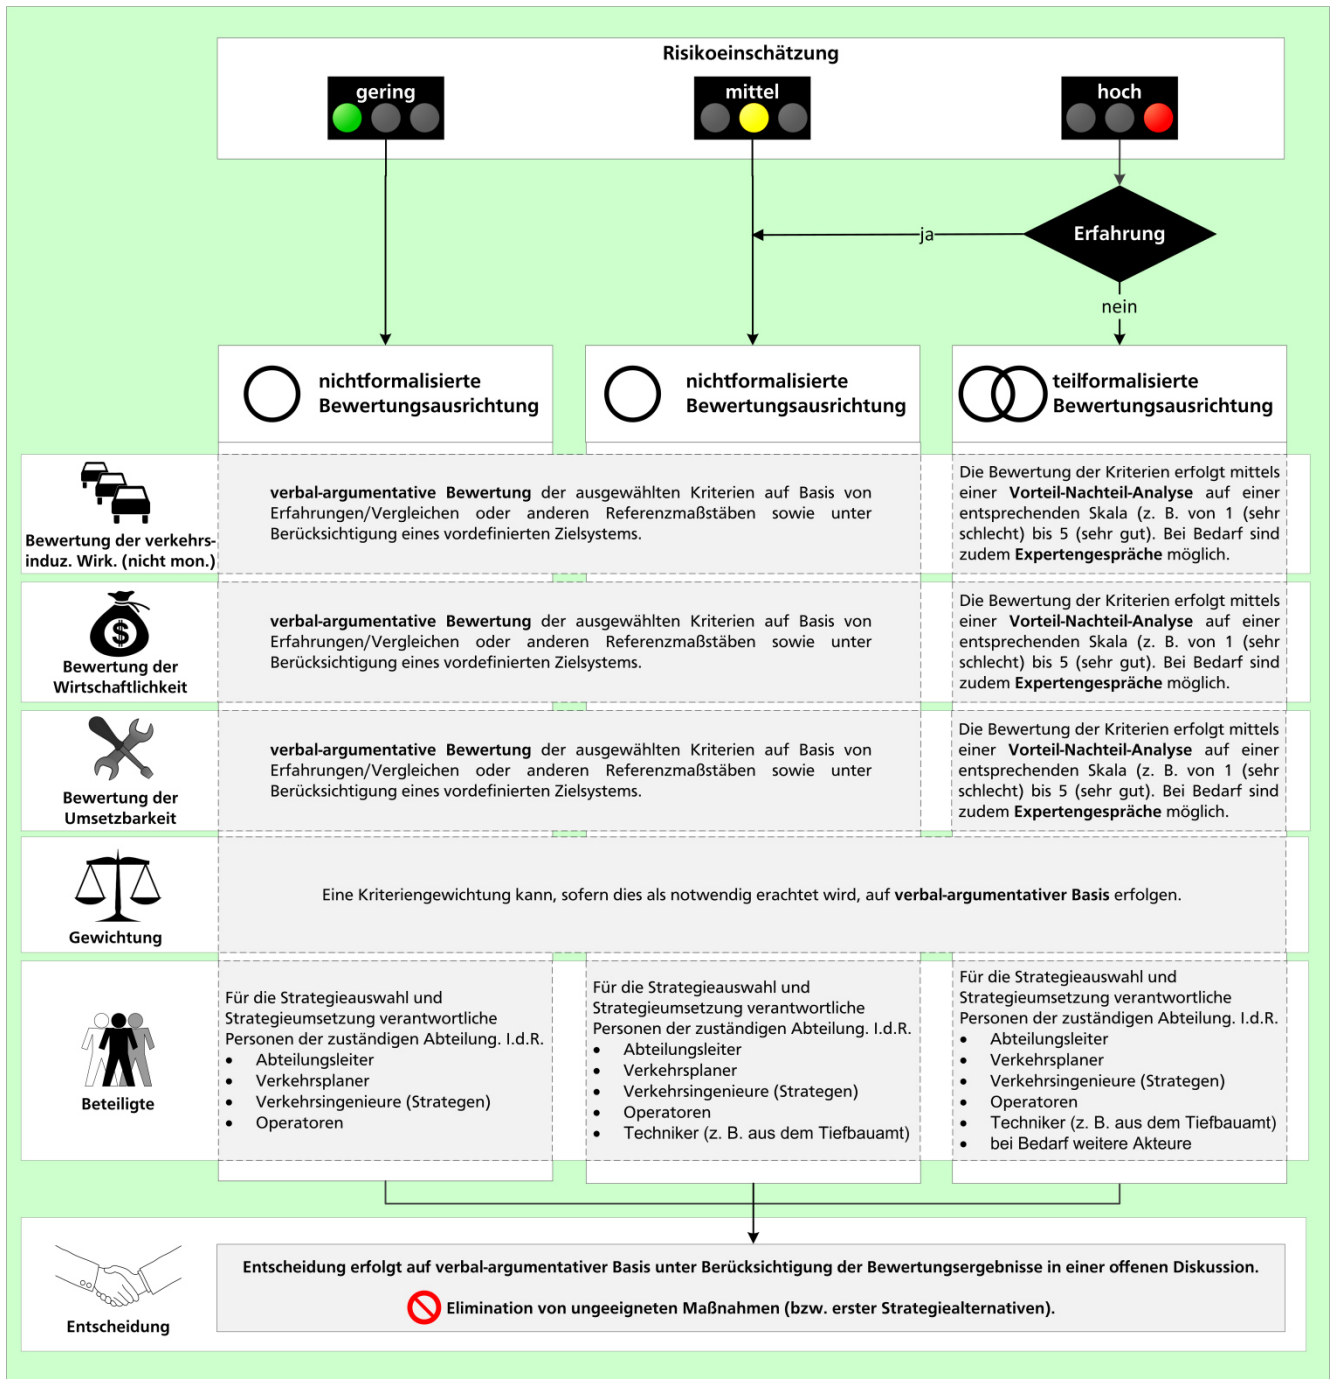 Risikoeinschätzung
gering
mittel
hoch
Erfahrung
ja
nein
nichtformalisierte
Bewertungsausrichtung
nichtformalisierte
Bewertungsausrichtung
teilformalisierte
Bewertungsausrichtung
Bewertung der verkehrs-
induz. Wirk. (nicht mon.)
verbal-argumentative Bewertung der ausgewählten Kriterien auf Basis von
Erfahrungen/Vergleichen oder anderen Referenzmaßstäben sowie unter
Berücksichtigung eines vordefinierten Zielsystems.
Die Bewertung der Kriterien erfolgt mittels
einer Vorteil-Nachteil-Analyse auf einer
entsprechenden Skala (z. B. von 1 (sehr
schlecht) bis 5 (sehr gut). Bei Bedarf sind
zudem Expertengespräche möglich.
$
Bewertung der
Wirtschaftlichkeit
verbal-argumentative Bewertung der ausgewählten Kriterien auf Basis von
Erfahrungen/Vergleichen oder anderen Referenzmaßstäben sowie unter
Berücksichtigung eines vordefinierten Zielsystems.
Die Bewertung der Kriterien erfolgt mittels
einer Vorteil-Nachteil-Analyse auf einer
entsprechenden Skala (z. B. von 1 (sehr
schlecht) bis 5 (sehr gut). Bei Bedarf sind
zudem Expertengespräche möglich.
Bewertung der
Umsetzbarkeit
verbal-argumentative Bewertung der ausgewählten Kriterien auf Basis von
Erfahrungen/Vergleichen oder anderen Referenzmaßstäben sowie unter
Berücksichtigung eines vordefinierten Zielsystems.
Die Bewertung der Kriterien erfolgt mittels
einer Vorteil-Nachteil-Analyse auf einer
entsprechenden Skala (z. B. von 1 (sehr
schlecht) bis 5 (sehr gut). Bei Bedarf sind
zudem Expertengespräche möglich.
Gewichtung
Eine Kriteriengewichtung kann, sofern dies als notwendig erachtet wird, auf verbal-argumentativer Basis erfolgen.
Beteiligte
Für die Strategieauswahl und
Strategieumsetzung verantwortliche
Personen der zuständigen Abteilung. I.d.R.
• Abteilungsleiter
• Verkehrsplaner
• Verkehrsingenieure (Strategen)
• Operatoren
Für die Strategieauswahl und
Strategieumsetzung verantwortliche
Personen der zuständigen Abteilung. I.d.R.
• Abteilungsleiter
• Verkehrsplaner
• Verkehrsingenieure (Strategen)
• Operatoren
• Techniker (z. B. aus dem Tiefbauamt)
Für die Strategieauswahl und
Strategieumsetzung verantwortliche
Personen der zuständigen Abteilung. I.d.R.
• Abteilungsleiter
• Verkehrsplaner
• Verkehrsingenieure (Strategen)
• Operatoren
• Techniker (z. B. aus dem Tiefbauamt)
• bei Bedarf weitere Akteure
Entscheidung
Entscheidung erfolgt auf verbal-argumentativer Basis unter Berücksichtigung der Bewertungsergebnisse in einer offenen Diskussion.
Elimination von ungeeigneten Maßnahmen (bzw. erster Strategiealternativen).